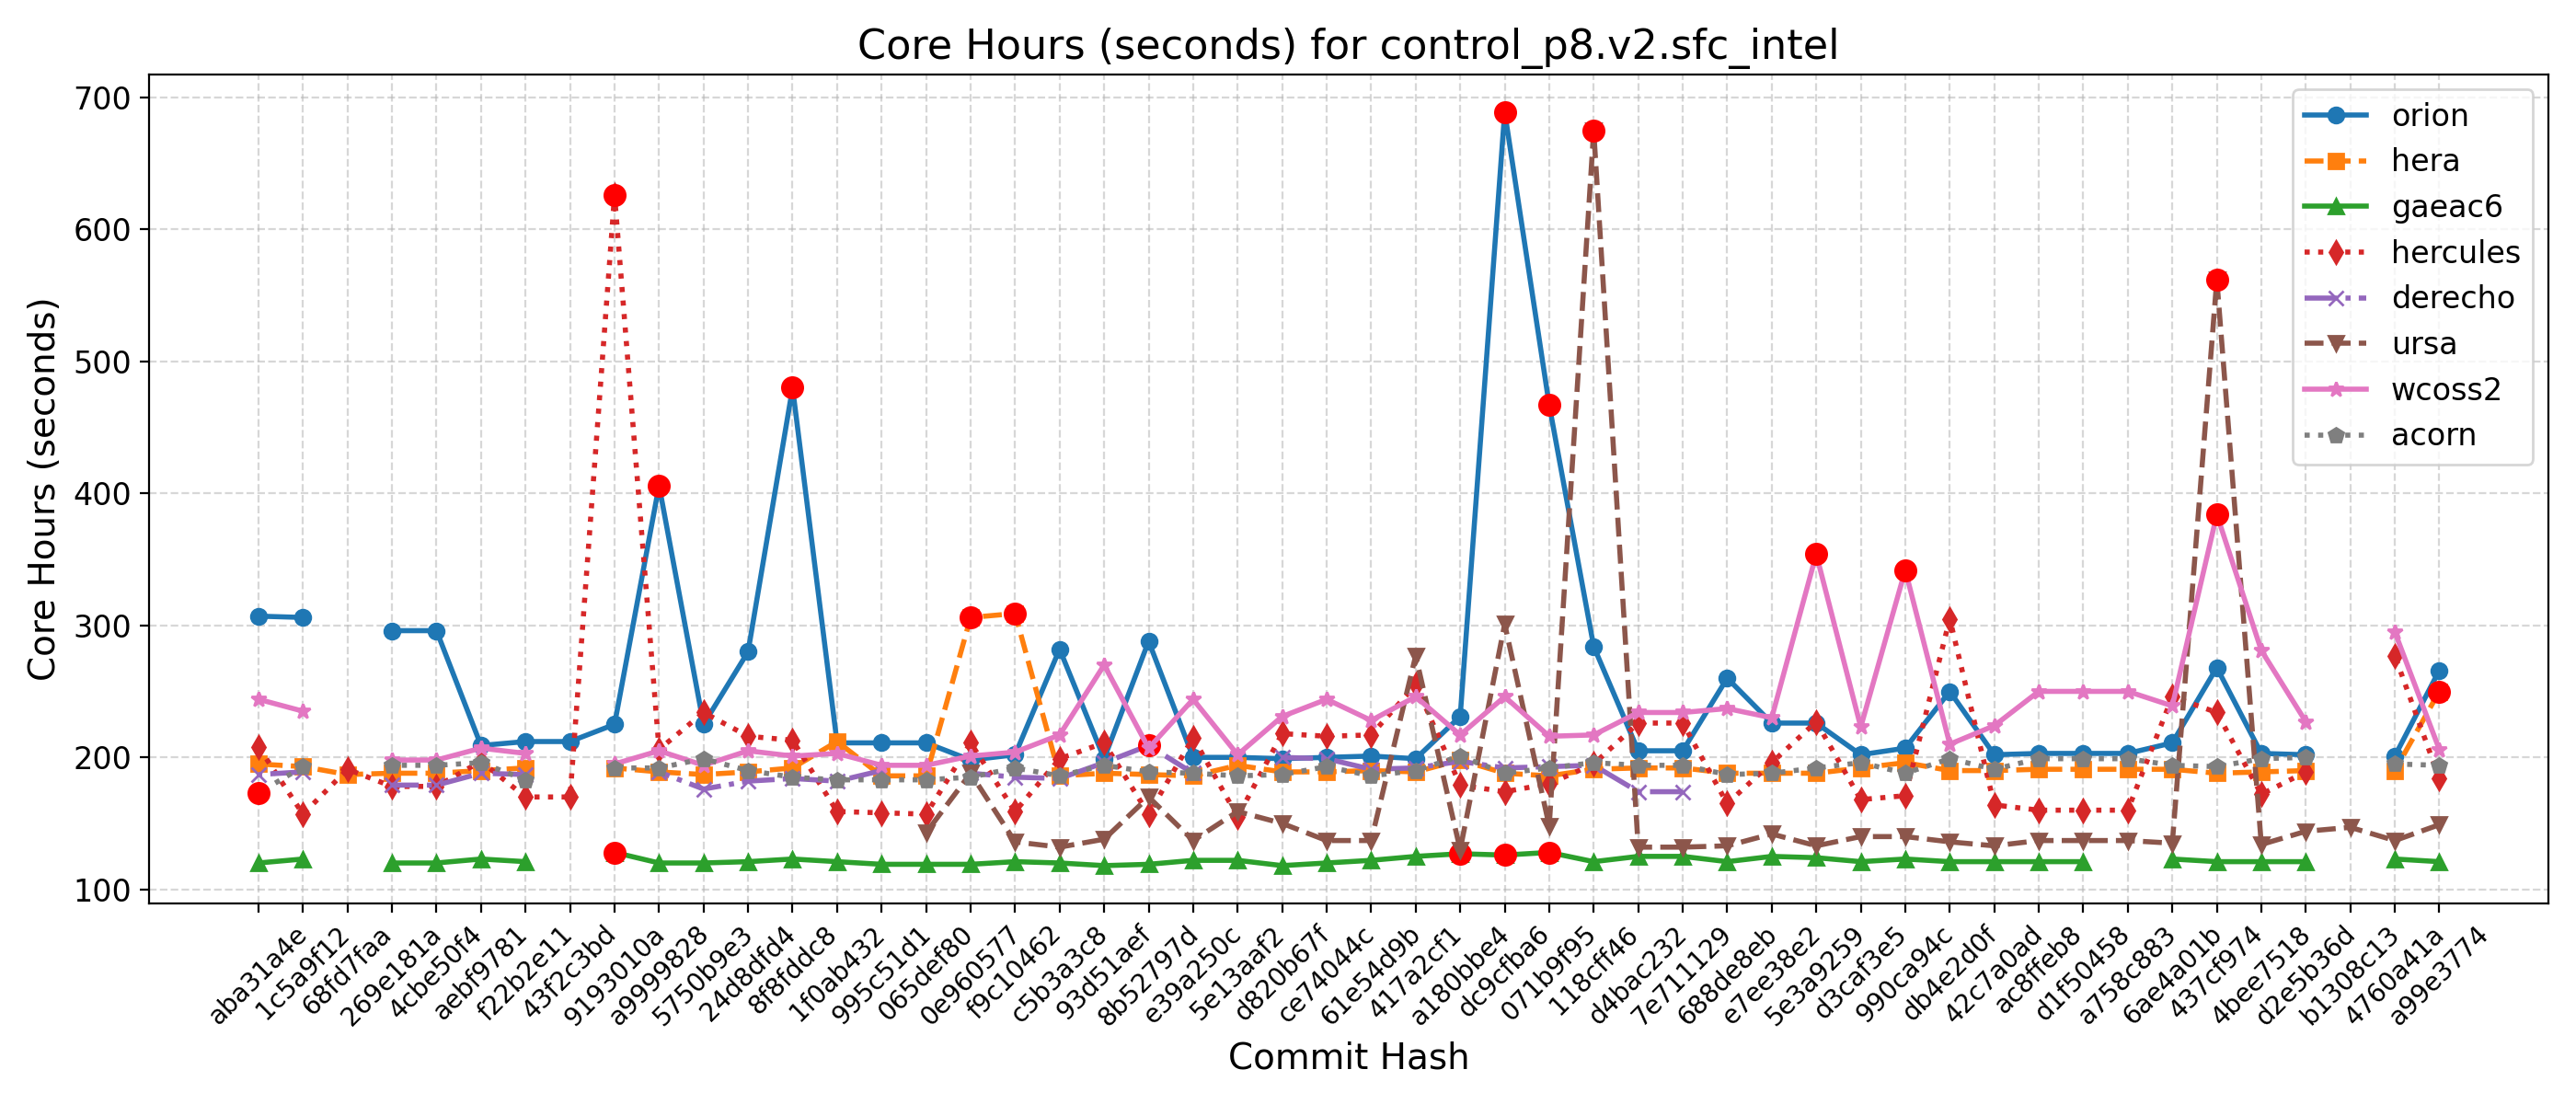 Core Hours (seconds) for control_p8.v2.sfc_intel
Core Hours (seconds)
700
600
500
400
300
200
100
orion
hera
gaeac6
hercules
derecho
ursa
wcoss2
acorn
aba31a4e
1c5a9f12
68fd7faa
269e181a
4cbe50f4
aebf9781
f22b2e11
43f2c3bd
9193010a
a9999828
5750b9e3
24d8dfd4
8f8fddc8
1f0ab432
995c51d1
065def80
0e960577
f9c10462
c5b3a3c8
93d51aef
8b52797d
e39a250c
5e13aaf2
d820b67f
ce74044c
61e54d9b
417a2cf1
a180bbe4
dc9cfba6
071b9f95
118cff46
d4bac232
7e711129
688de8eb
e7ee38e2
5e3a9259
d3caf3e5
990ca94c
db4e2d0f
42c7a0ad
ac8ffeb8
d1f50458
a758c883
6ae4a01b
437cf974
4bee7518
d2e5b36d
b1308c13
4760a41a
a99e3774
Commit Hash